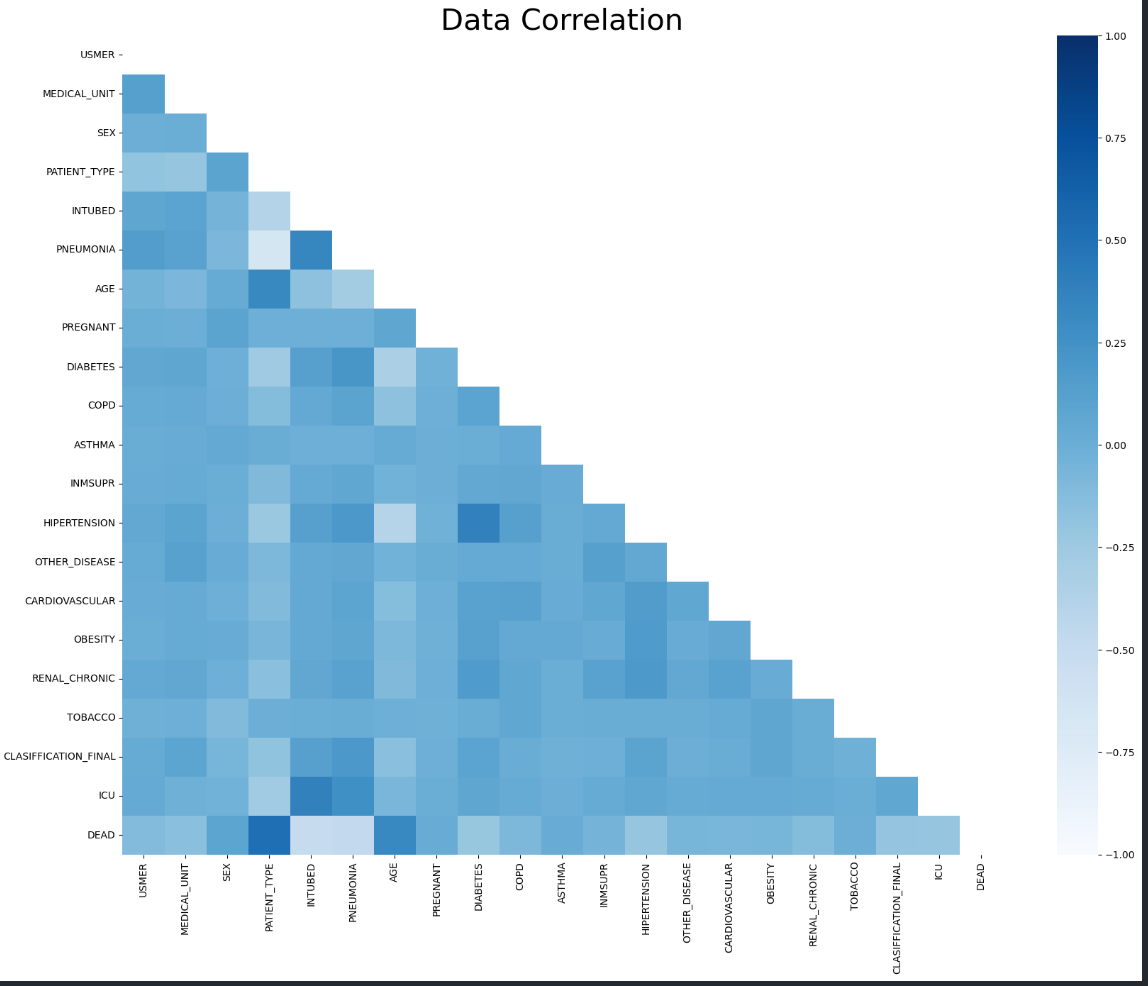 Data Correlation
USMER
MEDICAL_UNIT
SEX
PATIENT_TYPE
INTUBED
PNEUMONIA
AGE
PREGNANT
DIABETES
COPD
ASTHMA
INMSUPR
HIPERTENSION
OTHER_DISEASE
CARDIOVASCULAR
OBESITY
RENAL_CHRONIC
TOBACCO
CLASIFFICATION_FINAL
ICU
DEAD
USMER
MEDICAL_UNIT
SEX
PATIENT_TYPE
INTUBED
PNEUMONIA
AGE
PREGNANT
DIABETES
COPD
ASTHMA
INMSUPR
HIPERTENSION
OTHER_DISEASE
CARDIOVASCULAR
OBESITY
RENAL_CHRONIC
TOBACCO
CLASIFFICATION_FINAL
ICU
DEAD
1.00
0.75
0.50
0.25
0.00
−0.25
−0.50
−0.75
−1.00